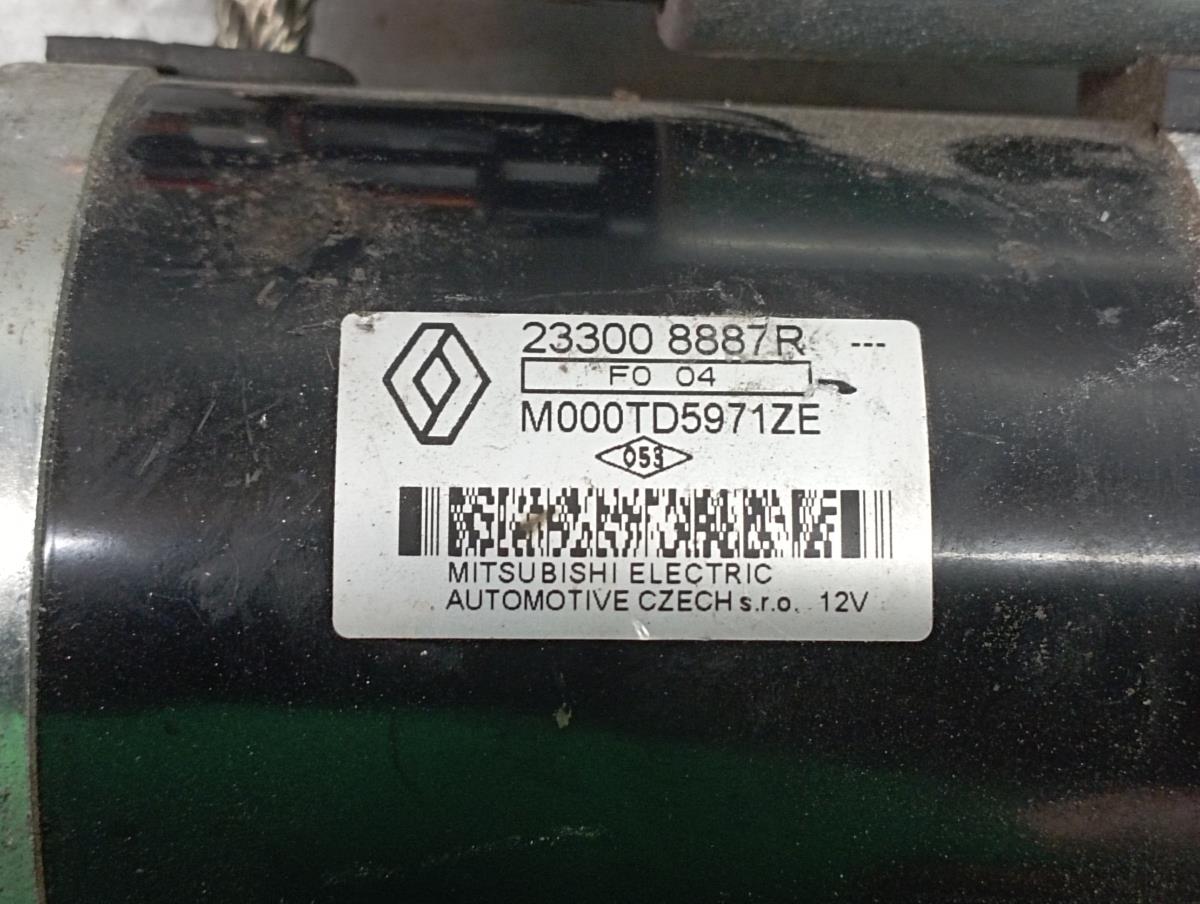 23300 8887R ---
F0 04
M000TD5971ZE
053
MITSUBISHI ELECTRIC
AUTOMOTIVE CZECH s.r.o. 12V